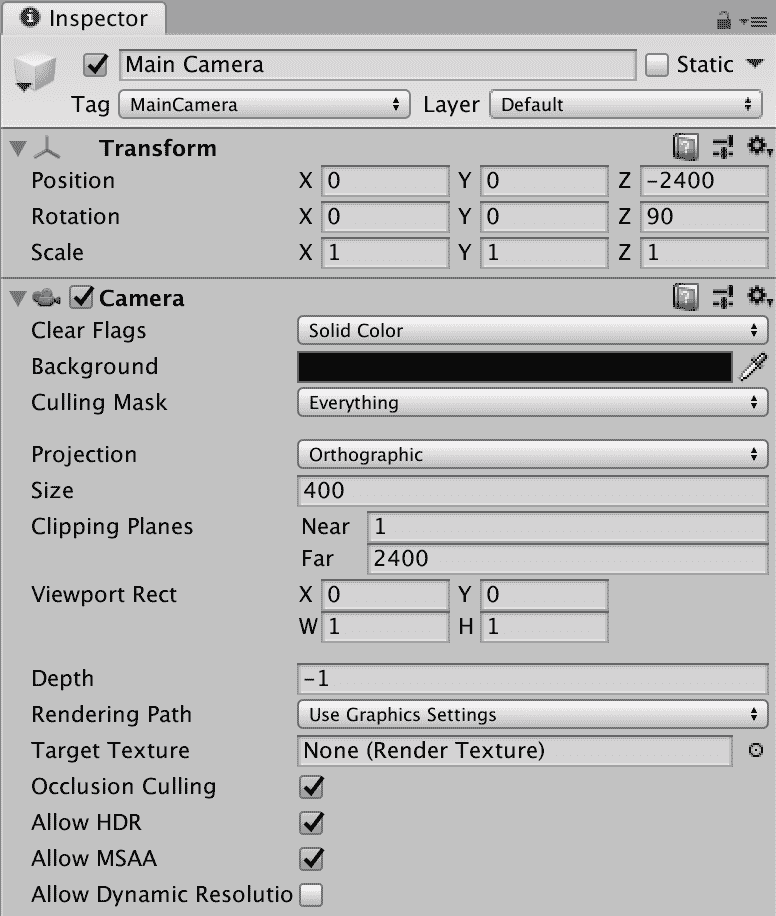 Inspector
Main Camera Static
Tag MainCamera Layer Default
Transform
Position X 0 Y 0 Z -2400
Rotation X 0 Y 0 Z 90
Scale X 1 Y 1 Z 1
Camera
Clear Flags Solid Color
Background
Culling Mask Everything
Projection Orthographic
Size 400
Clipping Planes Near 1
Far 2400
Viewport Rect X 0 Y 0
W 1 H 1
Depth -1
Rendering Path Use Graphics Settings
Target Texture None (Render Texture)
Occlusion Culling
Allow HDR
Allow MSAA
Allow Dynamic Resolutio